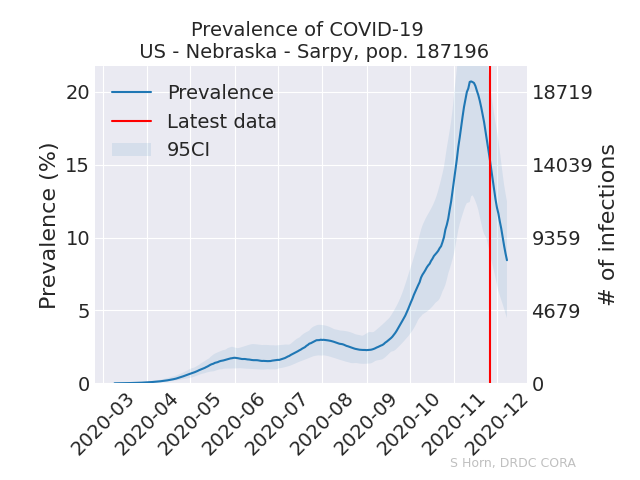 Prevalence of COVID-19
US - Nebraska - Sarpy, pop. 187196
Prevalence
Latest data
95CI
Prevalence (%)
20
15
10
5
0
18719
14039
9359
4679
0
# of infections
2020-03
2020-04
2020-05
2020-06
2020-07
2020-08
2020-09
2020-10
2020-11
2020-12
S Horn, DRDC CORA